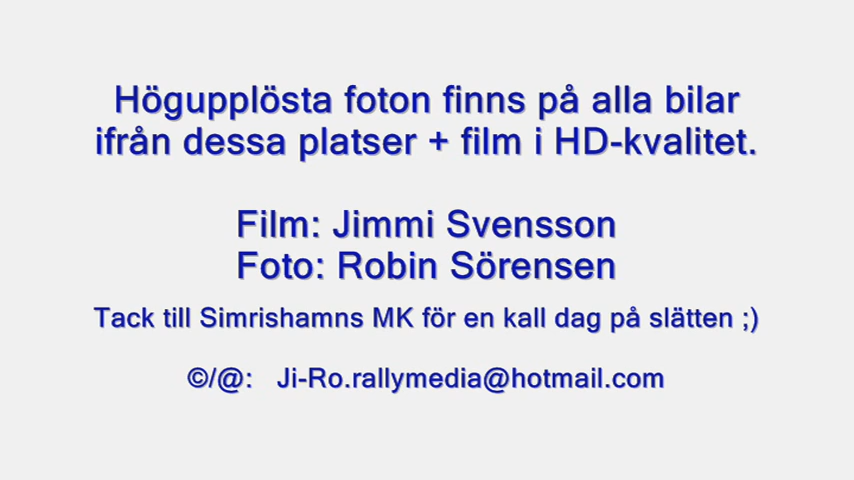 Högupplösta foton finns på alla bilar
ifrån dessa platser + film i HD-kvalitet.
Film: Jimmi Svensson
Foto: Robin Sörensen
Tack till Simrishamns MK för en kall dag på slätten ;)
©/@: Ji-Ro.rallymedia@hotmail.com